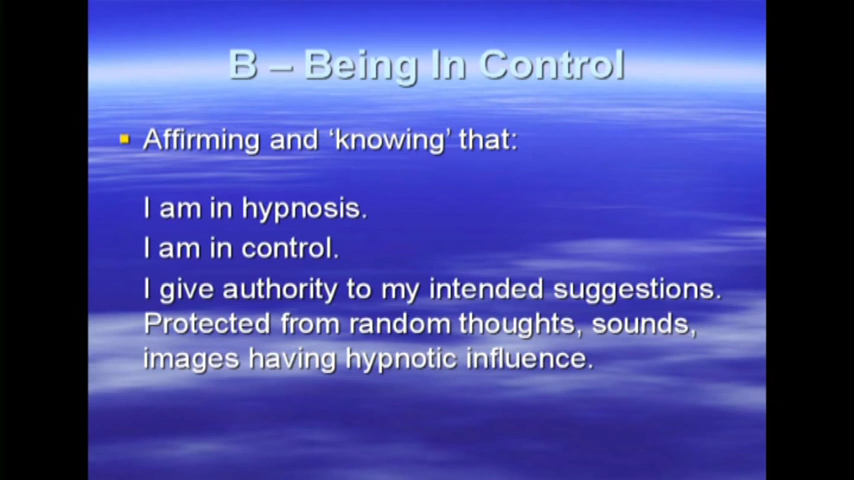 B – Being In Control
Affirming and ‘knowing’ that:
I am in hypnosis.
I am in control.
I give authority to my intended suggestions.
Protected from random thoughts, sounds,
images having hypnotic influence.